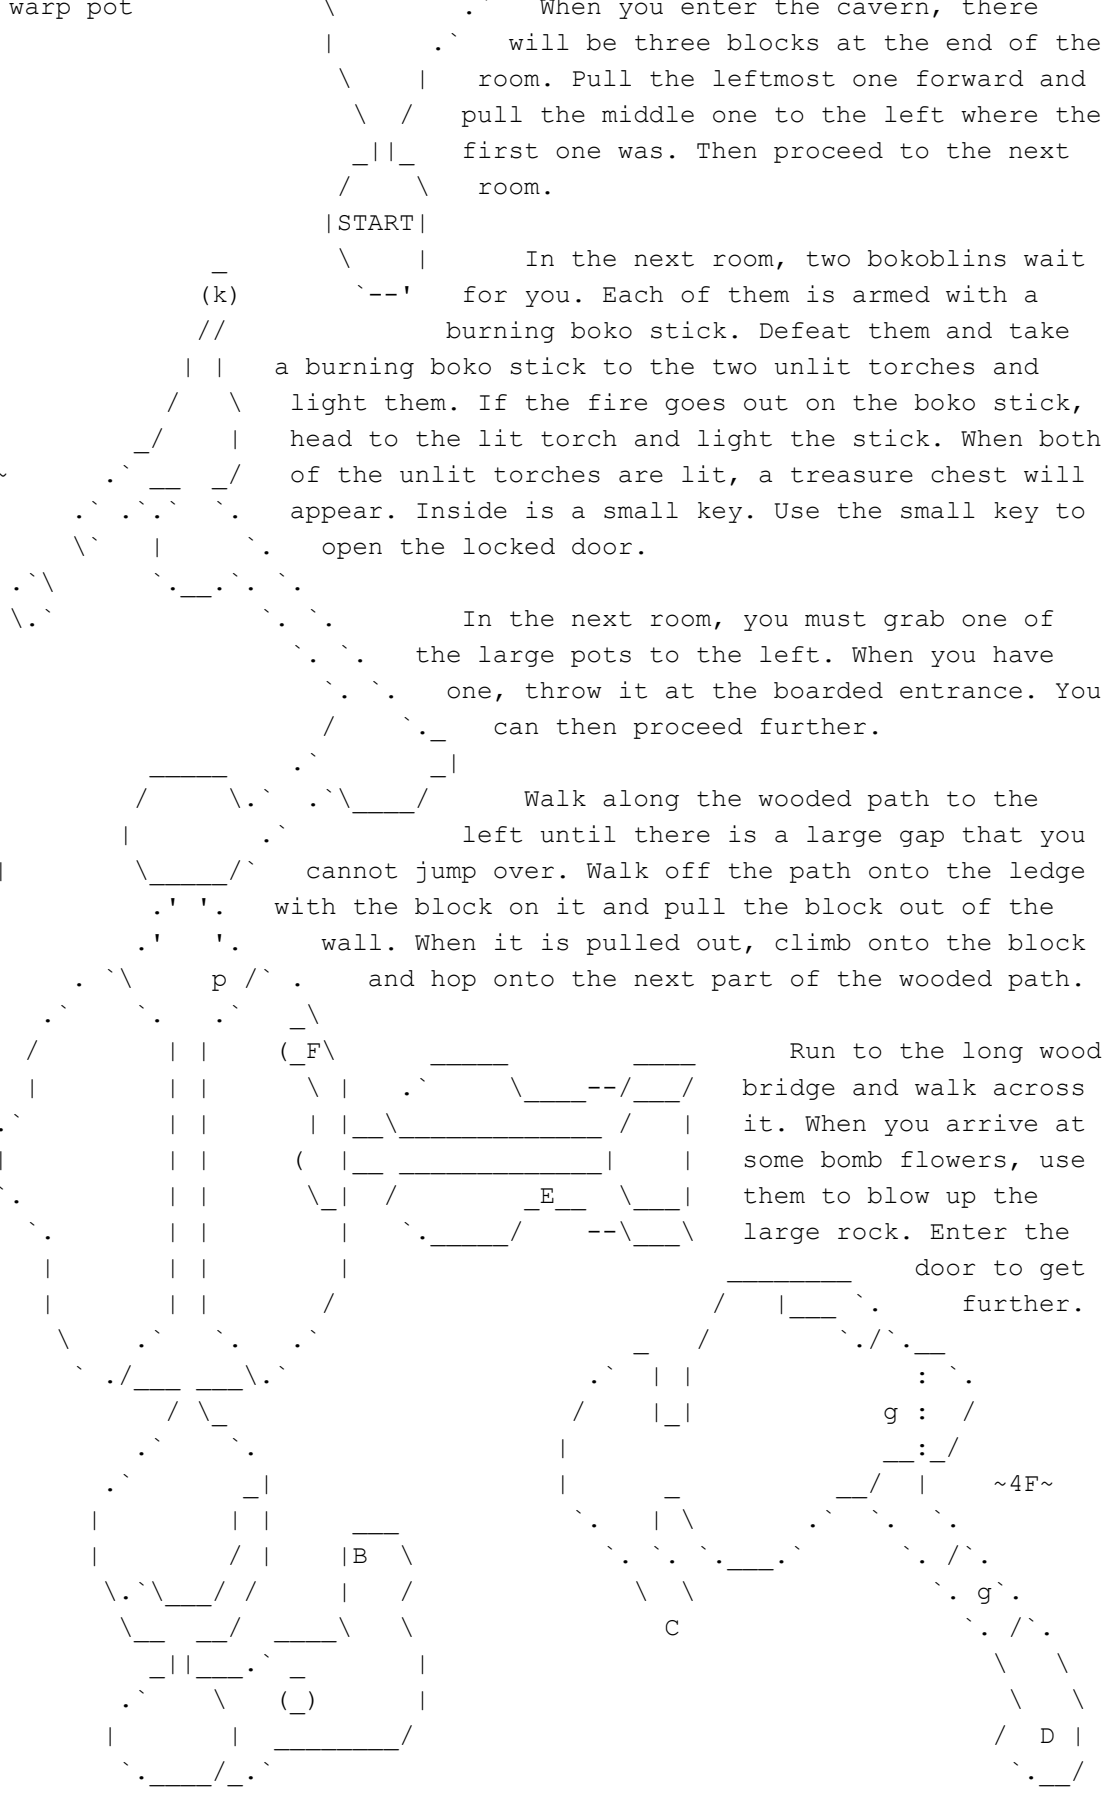 warp pot When you enter the cavern, there
will be three blocks at the end of the
room. Pull the leftmost one forward and
pull the middle one to the left where the
first one was. Then proceed to the next
room.
|START|
In the next room, two bokoblins wait
(k) for you. Each of them is armed with a
burning boko stick. Defeat them and take
a burning boko stick to the two unlit torches and
light them. If the fire goes out on the boko stick,
head to the lit torch and light the stick. When both
of the unlit torches are lit, a treasure chest will
appear. Inside is a small key. Use the small key to
open the locked door.
In the next room, you must grab one of
the large pots to the left. When you have
one, throw it at the boarded entrance. You
can then proceed further.
Walk along the wooded path to the
left until there is a large gap that you
cannot jump over. Walk off the path onto the ledge
with the block on it and pull the block out of the
wall. When it is pulled out, climb onto the block
p and hop onto the next part of the wooded path.
F Run to the long wood
bridge and walk across
it. When you arrive at
some bomb flowers, use
E them to blow up the
large rock. Enter the
door to get
further.
g
~4F~
B
g
C
D